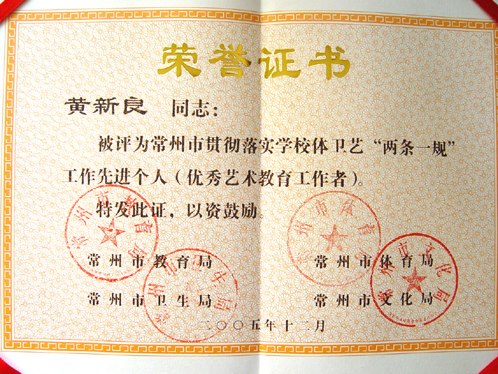 荣誉证书
黄新良 同志：
被评为常州市贯彻落实学校体卫艺“两条一规”
工作先进个人（优秀艺术教育工作者）。
特发此证，以资鼓励。
常州市教育局 常州市体育局
常州市卫生局 常州市文化局
二〇〇五年十二月